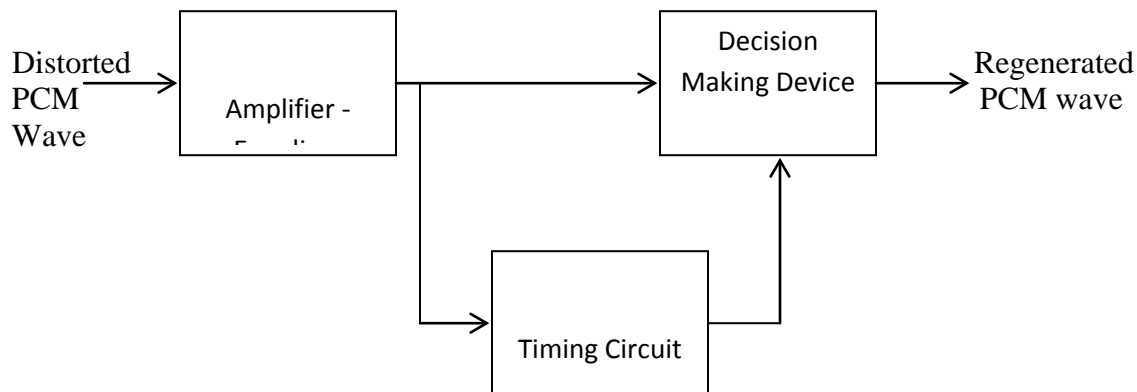 Distorted
PCM
Wave
Amplifier -
Decision
Making Device
Regenerated
PCM wave
Timing Circuit